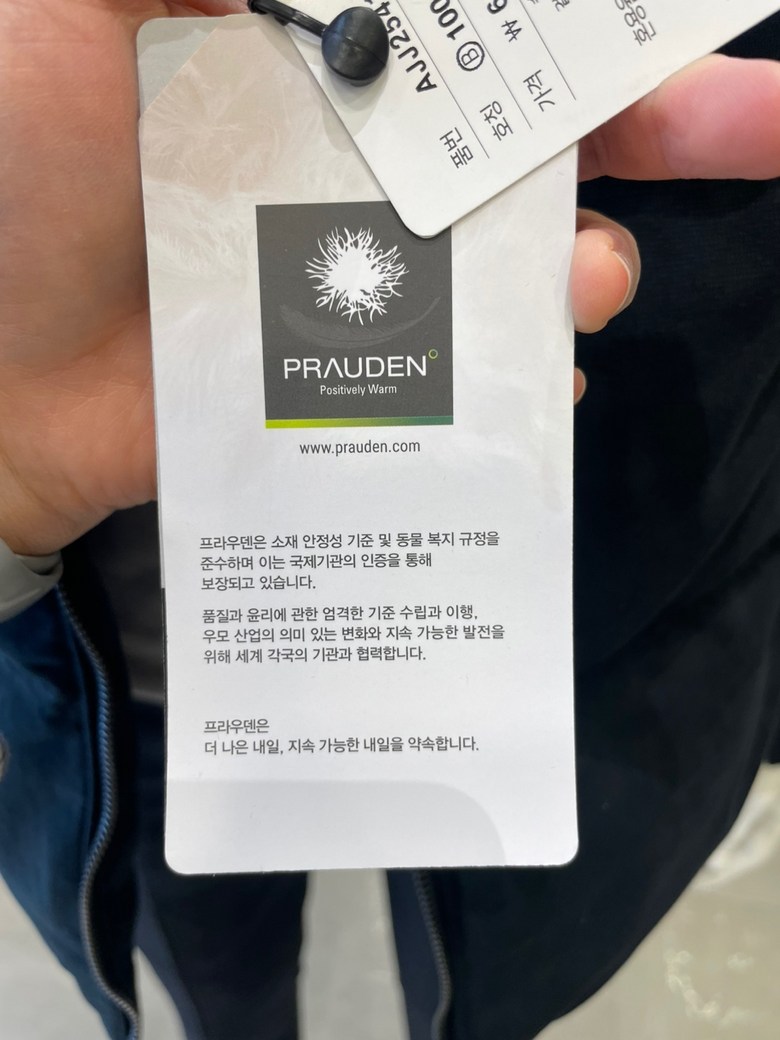 AJJ254
100
Ⓑ
₩ 6
품번
호칭
가격
PRAUDEN
Positively Warm
www.prauden.com
프라우덴은 소재 안정성 기준 및 동물 복지 규정을
준수하며 이는 국제기관의 인증을 통해
보장되고 있습니다.
품질과 윤리에 관한 엄격한 기준 수립과 이행,
우모 산업의 의미 있는 변화와 지속 가능한 발전을
위해 세계 각국의 기관과 협력합니다.
프라우덴은
더 나은 내일, 지속 가능한 내일을 약속합니다.